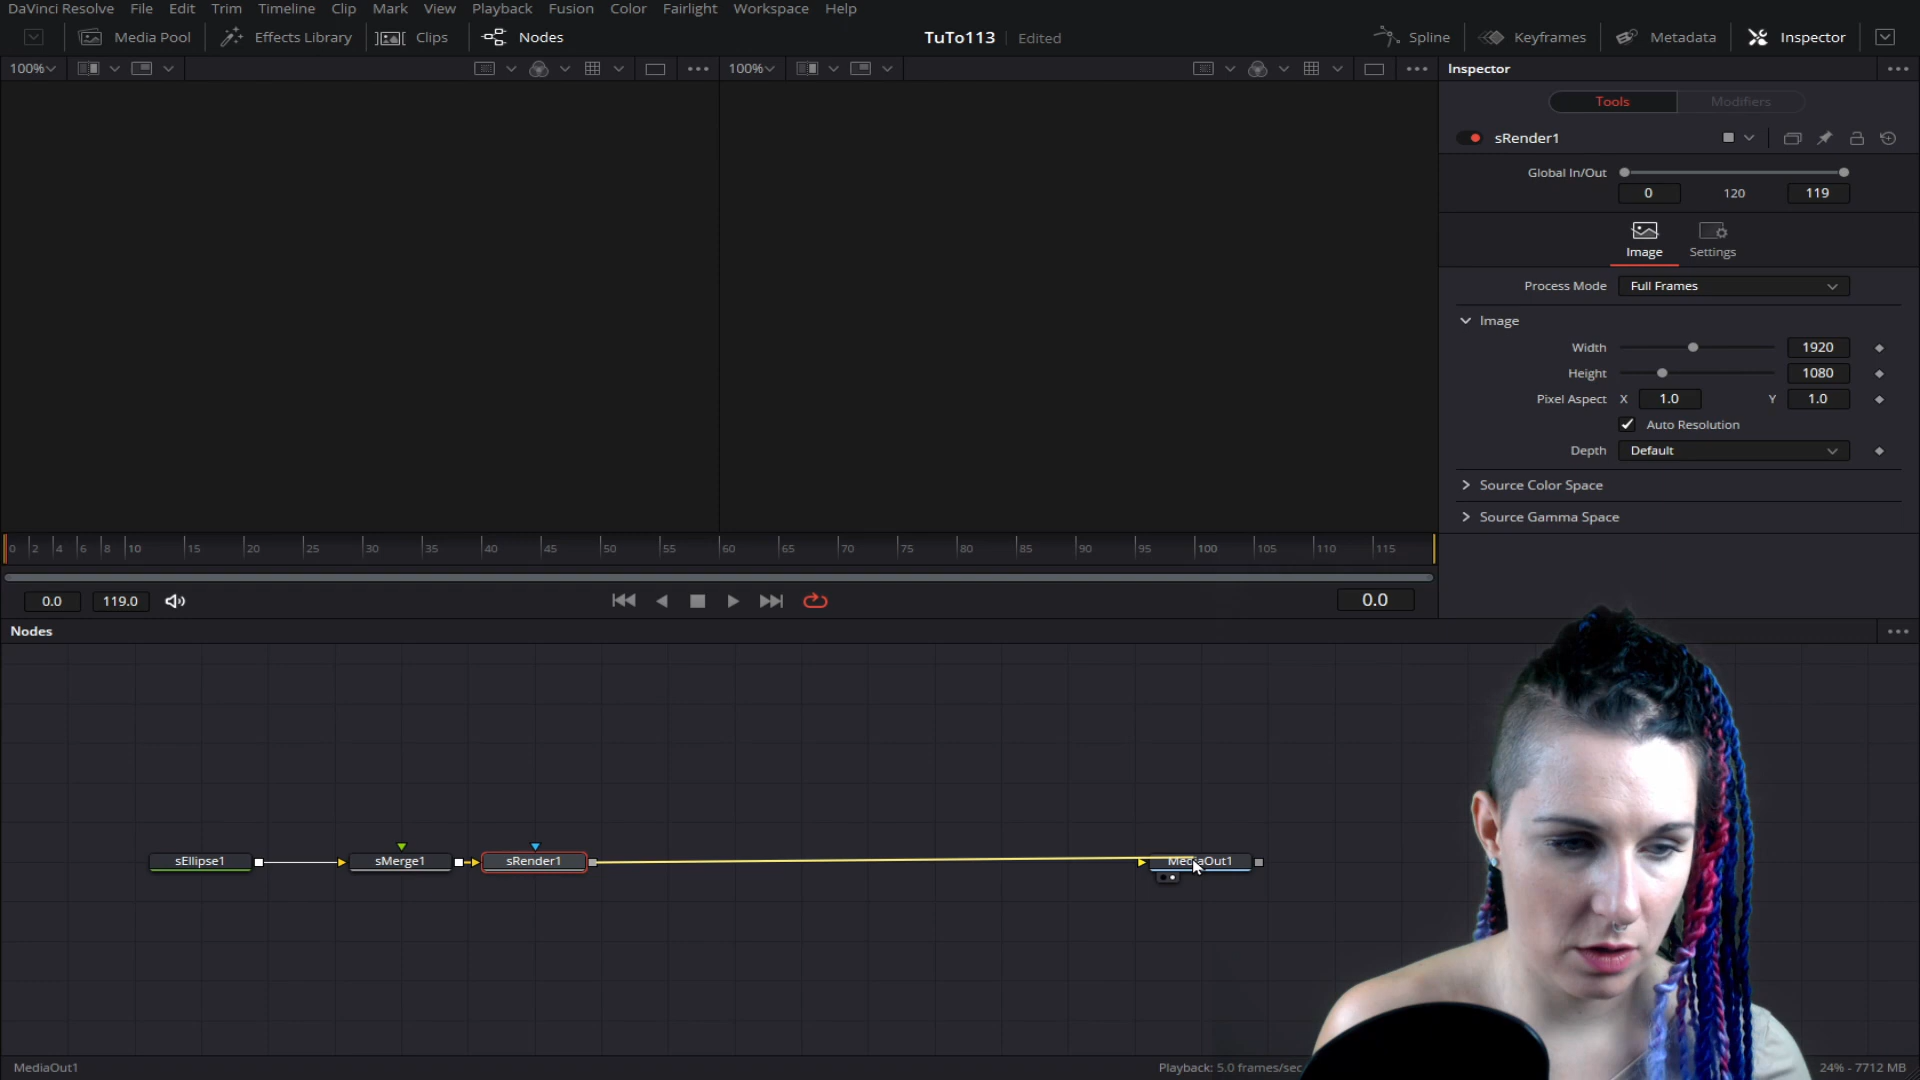 DaVinci Resolve File Edit Trim Timeline Clip Mark View Playback Fusion Color Fairlight Workspace Help
Media Pool Effects Library Clips Nodes TuTo113 Edited Spline Keyframes Metadata Inspector
100% 100% Inspector
Tools Modifiers
sRender1
Global In/Out
0 120 119
Image Settings
Process Mode Full Frames
Image
Width 1920
Height 1080
Pixel Aspect X 1.0 Y 1.0
Auto Resolution
Depth Default
Source Color Space
Source Gamma Space
0 2 4 6 8 10 15 20 25 30 35 40 45 50 55 60 65 70 75 80 85 90 95 100 105 110 115
0.0 119.0 0.0
Nodes
sEllipse1 sMerge1 sRender1 MediaOut1
MediaOut1 Playback: 5.0 frames/sec 24% - 7712 MB